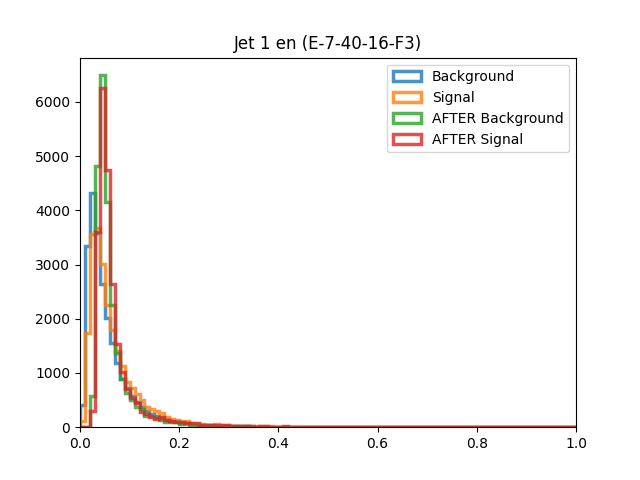 Jet 1 en (E-7-40-16-F3)
Background
Signal
AFTER Background
AFTER Signal
6000
5000
4000
3000
2000
1000
0
0.0 0.2 0.4 0.6 0.8 1.0